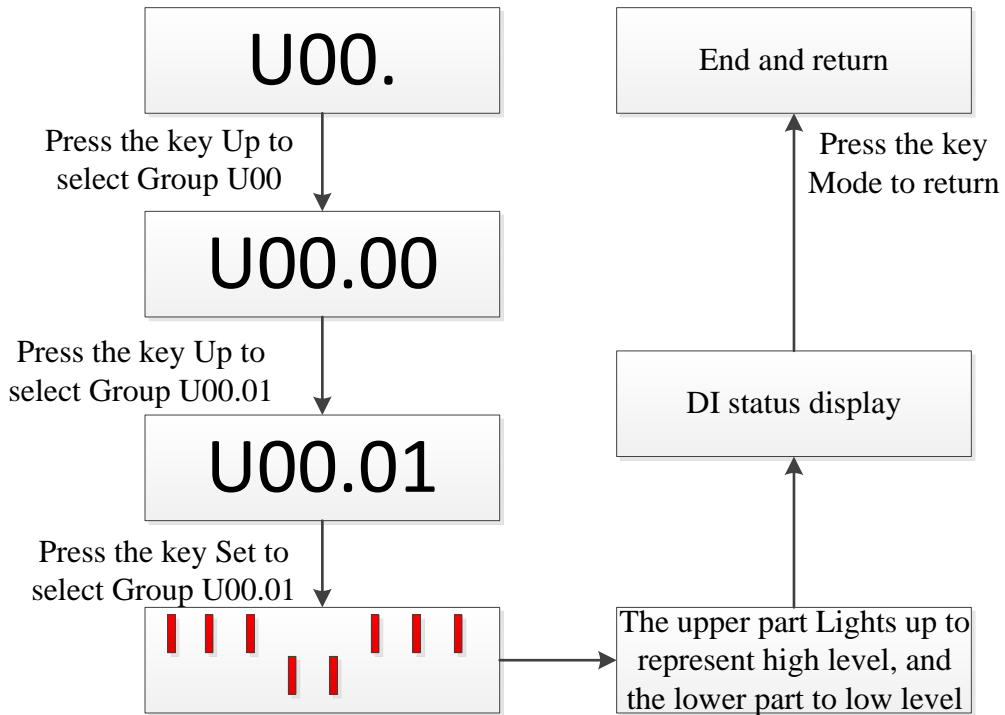 U00.
Press the key Up to
select Group U00
U00.00
Press the key Up to
select Group U00.01
U00.01
Press the key Set to
select Group U00.01
The upper part Lights up to
represent high level, and
the lower part to low level
DI status display
Press the key
Mode to return
End and return